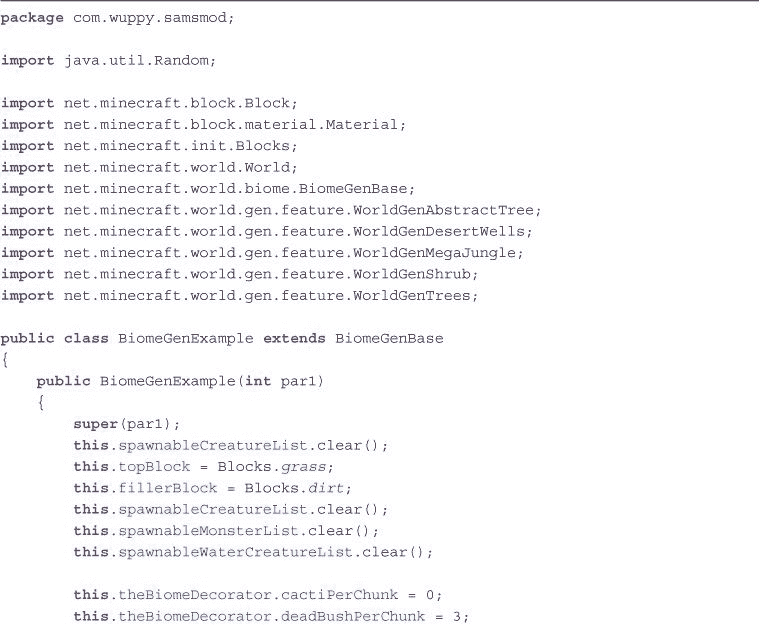 package com.wuppy.samsmod;
import java.util.Random;
import net.minecraft.block.Block;
import net.minecraft.block.material.Material;
import net.minecraft.init.Blocks;
import net.minecraft.world.World;
import net.minecraft.world.biome.BiomeGenBase;
import net.minecraft.world.gen.feature.WorldGenAbstractTree;
import net.minecraft.world.gen.feature.WorldGenDesertWells;
import net.minecraft.world.gen.feature.WorldGenMegaJungle;
import net.minecraft.world.gen.feature.WorldGenShrub;
import net.minecraft.world.gen.feature.WorldGenTrees;
public class BiomeGenExample extends BiomeGenBase
{
    public BiomeGenExample(int par1)
    {
        super(par1);
        this.spawnableCreatureList.clear();
        this.topBlock = Blocks.grass;
        this.fillerBlock = Blocks.dirt;
        this.spawnableCreatureList.clear();
        this.spawnableMonsterList.clear();
        this.spawnableWaterCreatureList.clear();
        this.theBiomeDecorator.cactiPerChunk = 0;
        this.theBiomeDecorator.deadBushPerChunk = 3;